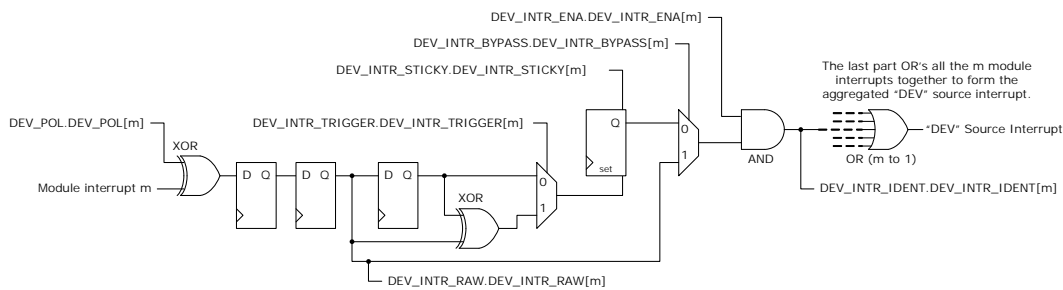 DEV_INTR_ENA.DEV_INTR_ENA[m]
DEV_INTR_BYPASS.DEV_INTR_BYPASS[m]
DEV_INTR_STICKY.DEV_INTR_STICKY[m]
The last part OR's all the m module
interrupts together to form the
aggregated “DEV” source interrupt.
DEV_POL.DEV_POL[m]
DEV_INTR_TRIGGER.DEV_INTR_TRIGGER[m]
XOR
Module interrupt m
D Q
D Q
D Q
XOR
0
1
Q
set
0
1
AND
OR (m to 1)
“DEV” Source Interrupt
DEV_INTR_IDENT.DEV_INTR_IDENT[m]
DEV_INTR_RAW.DEV_INTR_RAW[m]